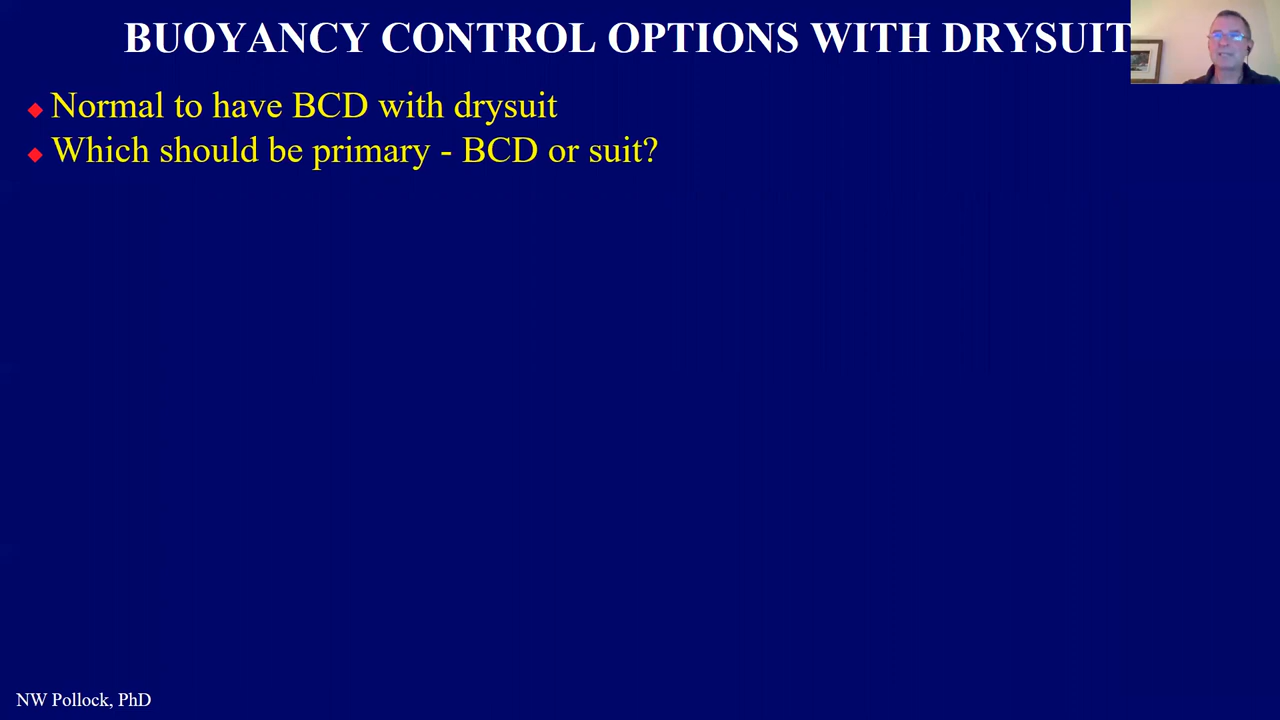 BUOYANCY CONTROL OPTIONS WITH DRYSUIT
Normal to have BCD with drysuit
Which should be primary - BCD or suit?
NW Pollock, PhD